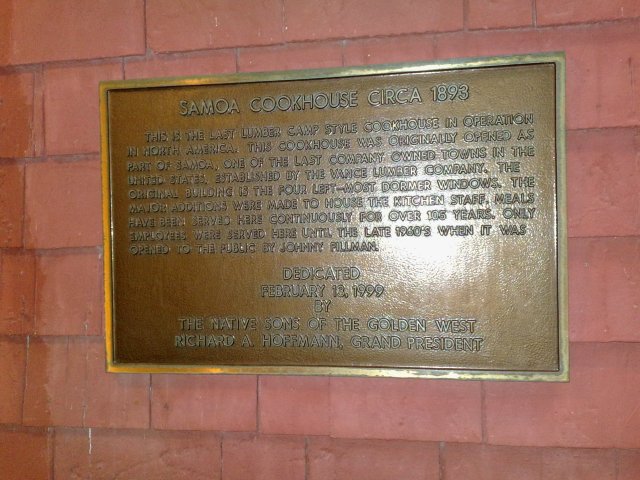 SAMOA COOKHOUSE CIRCA 1893
THIS IS THE LAST LUMBER CAMP STYLE COOKHOUSE IN OPERATION
IN NORTH AMERICA. THIS COOKHOUSE WAS ORIGINALLY OPENED AS
PART OF SAMOA, ONE OF THE LAST COMPANY OWNED TOWNS IN THE
UNITED STATES, ESTABLISHED BY THE VANCE LUMBER COMPANY. THE
ORIGINAL BUILDING IS THE FOUR LEFT-MOST DORMER WINDOWS. THE
MAJOR ADDITIONS WERE MADE TO HOUSE THE KITCHEN STAFF. MEALS
HAVE BEEN SERVED HERE CONTINUOUSLY FOR OVER 105 YEARS. ONLY
EMPLOYEES WERE SERVED HERE UNTIL THE LATE 1960'S WHEN IT WAS
OPENED TO THE PUBLIC BY JOHNNY FILLMAN.
DEDICATED
FEBRUARY 13, 1999
BY
THE NATIVE SONS OF THE GOLDEN WEST
RICHARD A. HOFFMANN, GRAND PRESIDENT